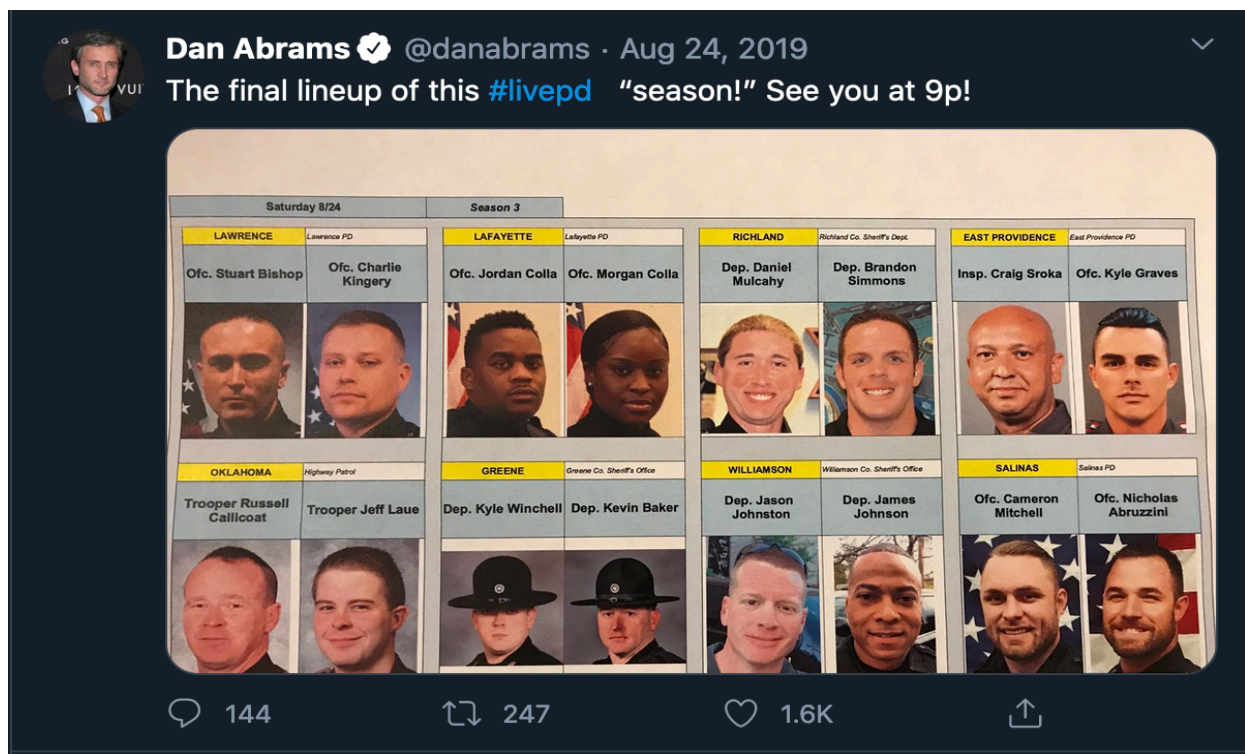 Dan Abrams @danabrams · Aug 24, 2019
The final lineup of this #livepd “season!” See you at 9p!
Saturday 8/24 Season 3
LAWRENCE Lawrence PD
Ofc. Stuart Bishop
Ofc. Charlie
Kingery
LAFAYETTE Lafayette PD
Ofc. Jordan Colla
Ofc. Morgan Colla
RICHLAND Richland Co. Sheriff's Dept.
Dep. Daniel
Mulcahy
Dep. Brandon
Simmons
EAST PROVIDENCE East Providence PD
Insp. Craig Sroka
Ofc. Kyle Graves
OKLAHOMA Highway Patrol
Trooper Russell
Callicoat
Trooper Jeff Laue
GREENE Greene Co. Sheriff's Office
Dep. Kyle Winchell
Dep. Kevin Baker
WILLIAMSON Williamson Co. Sheriff's Office
Dep. Jason
Johnston
Dep. James
Johnson
SALINAS Salinas PD
Ofc. Cameron
Mitchell
Ofc. Nicholas
Abruzzini
144 247 1.6K